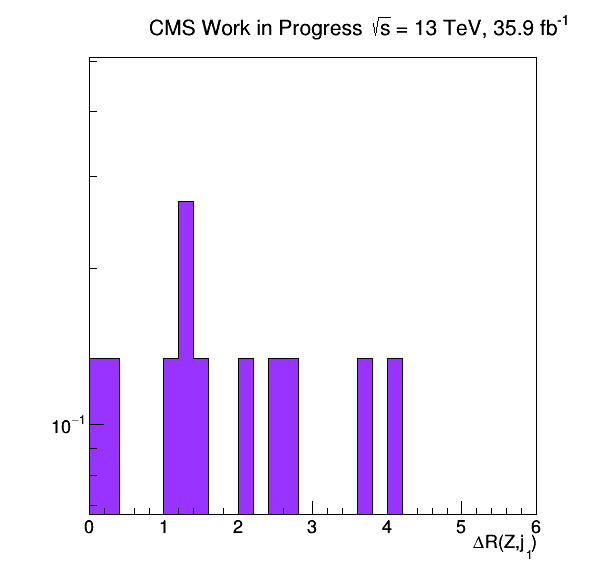 CMS Work in Progress √s = 13 TeV, 35.9 fb⁻¹
10⁻¹
0 1 2 3 4 5 6
ΔR(Z,j₁)